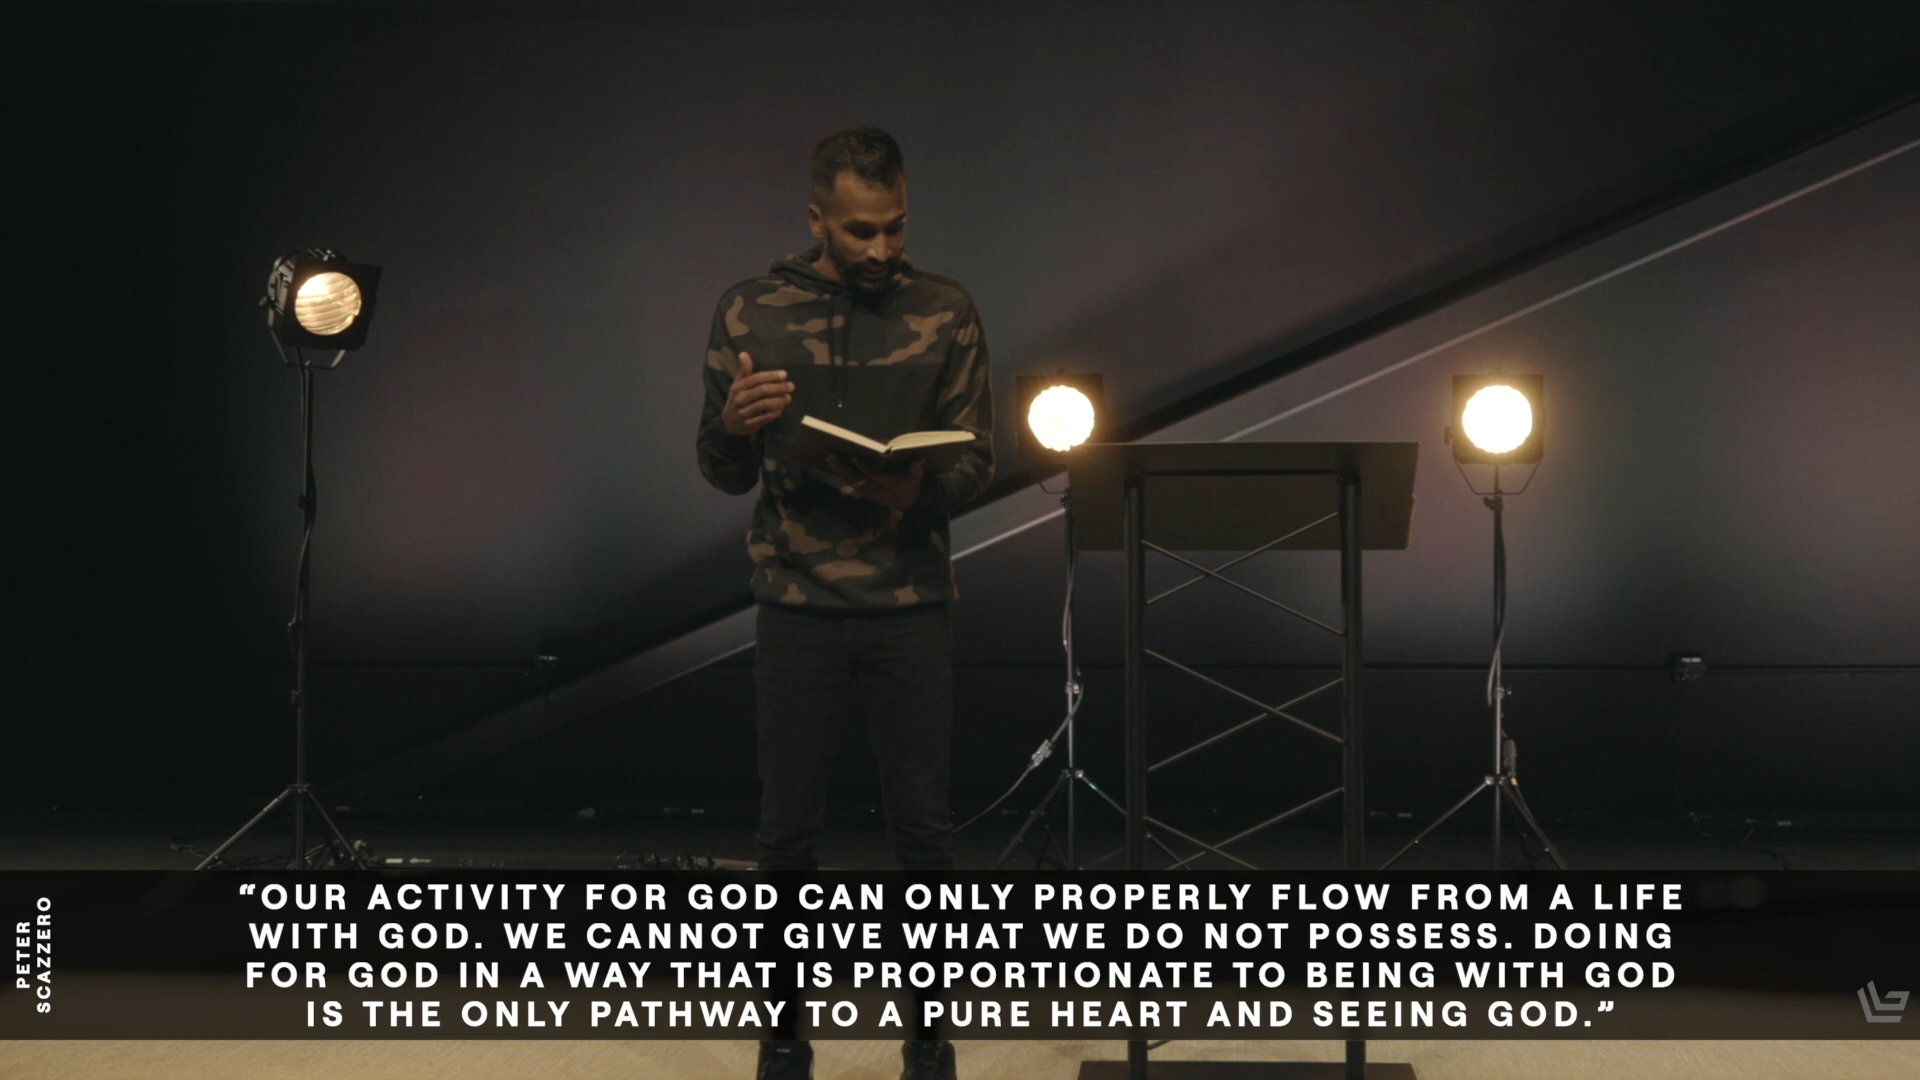 PETER
SCAZZERO
“OUR ACTIVITY FOR GOD CAN ONLY PROPERLY FLOW FROM A LIFE
WITH GOD. WE CANNOT GIVE WHAT WE DO NOT POSSESS. DOING
FOR GOD IN A WAY THAT IS PROPORTIONATE TO BEING WITH GOD
IS THE ONLY PATHWAY TO A PURE HEART AND SEEING GOD.”